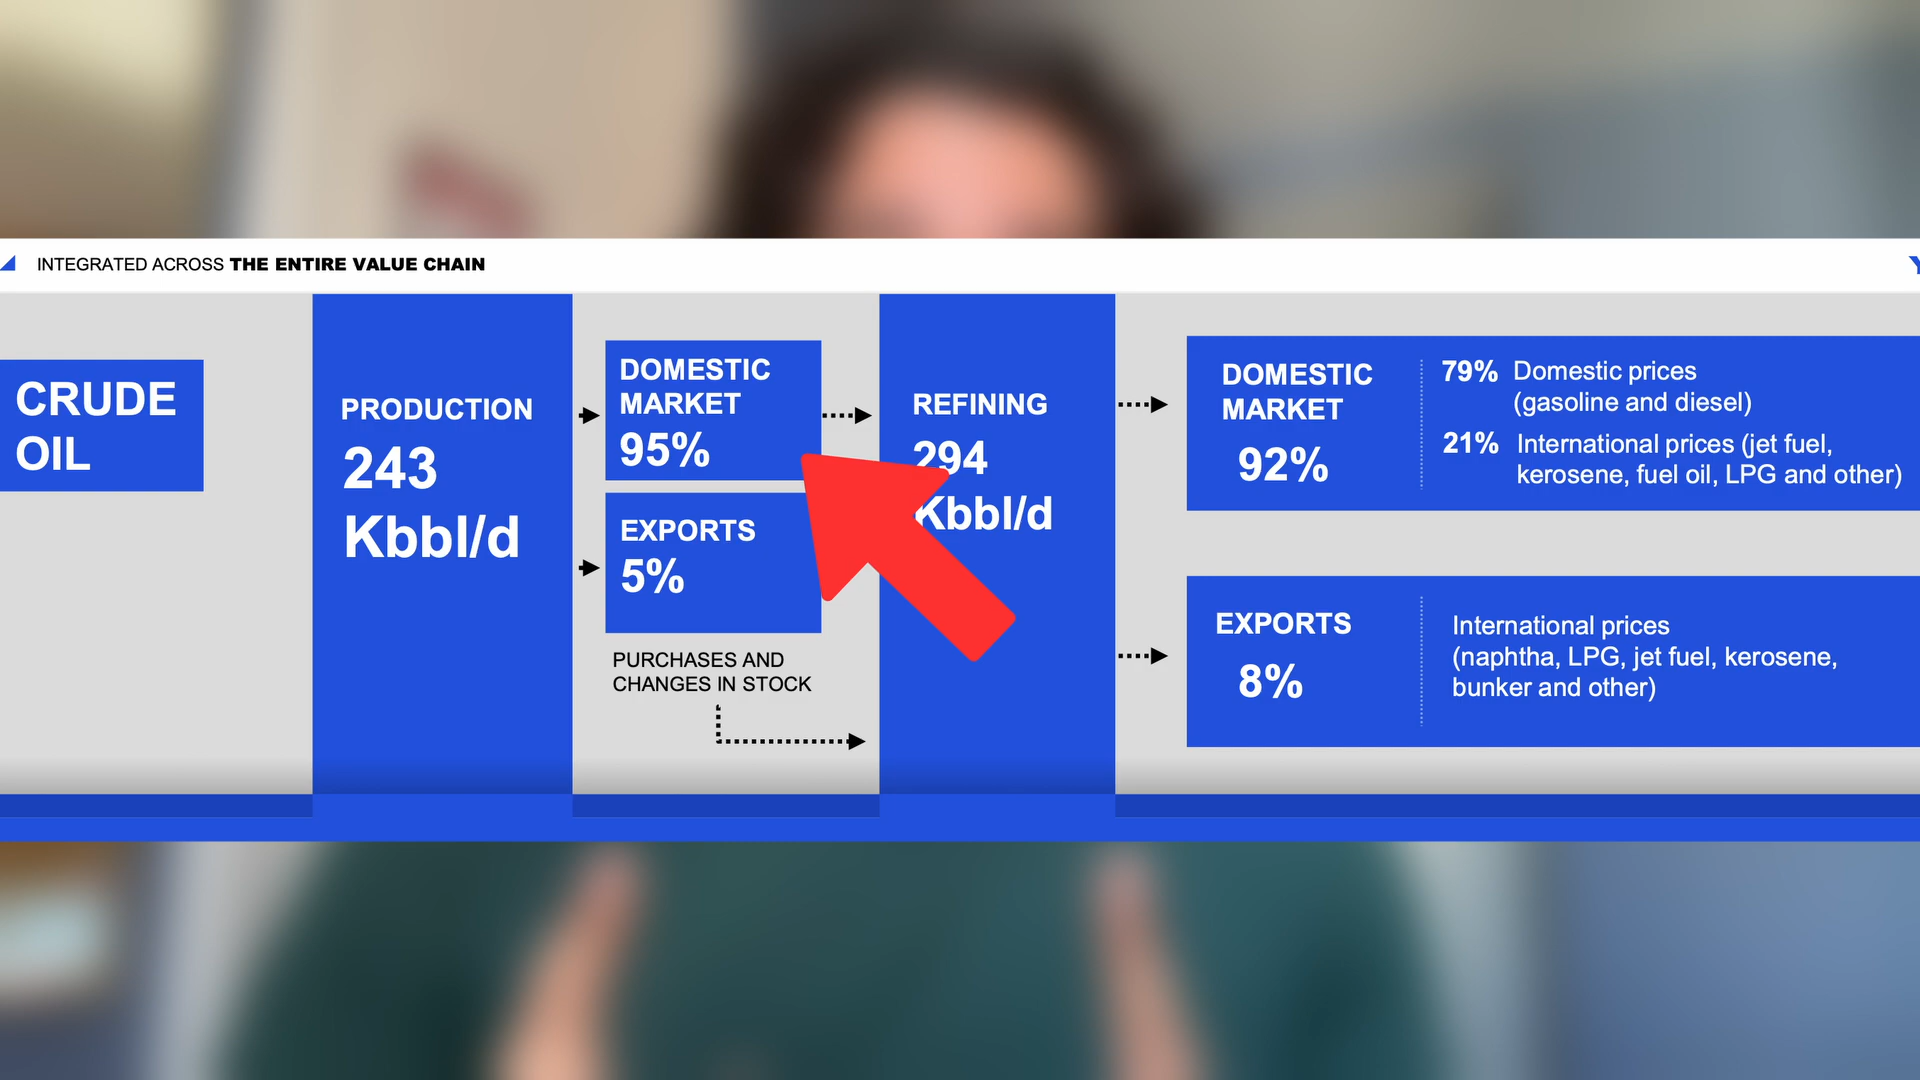 INTEGRATED ACROSS THE ENTIRE VALUE CHAIN
Y
CRUDE
OIL
PRODUCTION
243
Kbbl/d
DOMESTIC
MARKET
95%
EXPORTS
5%
PURCHASES AND
CHANGES IN STOCK
REFINING
294
Kbbl/d
DOMESTIC
MARKET
92%
79% Domestic prices
(gasoline and diesel)
21% International prices (jet fuel,
kerosene, fuel oil, LPG and other)
EXPORTS
8%
International prices
(naphtha, LPG, jet fuel, kerosene,
bunker and other)